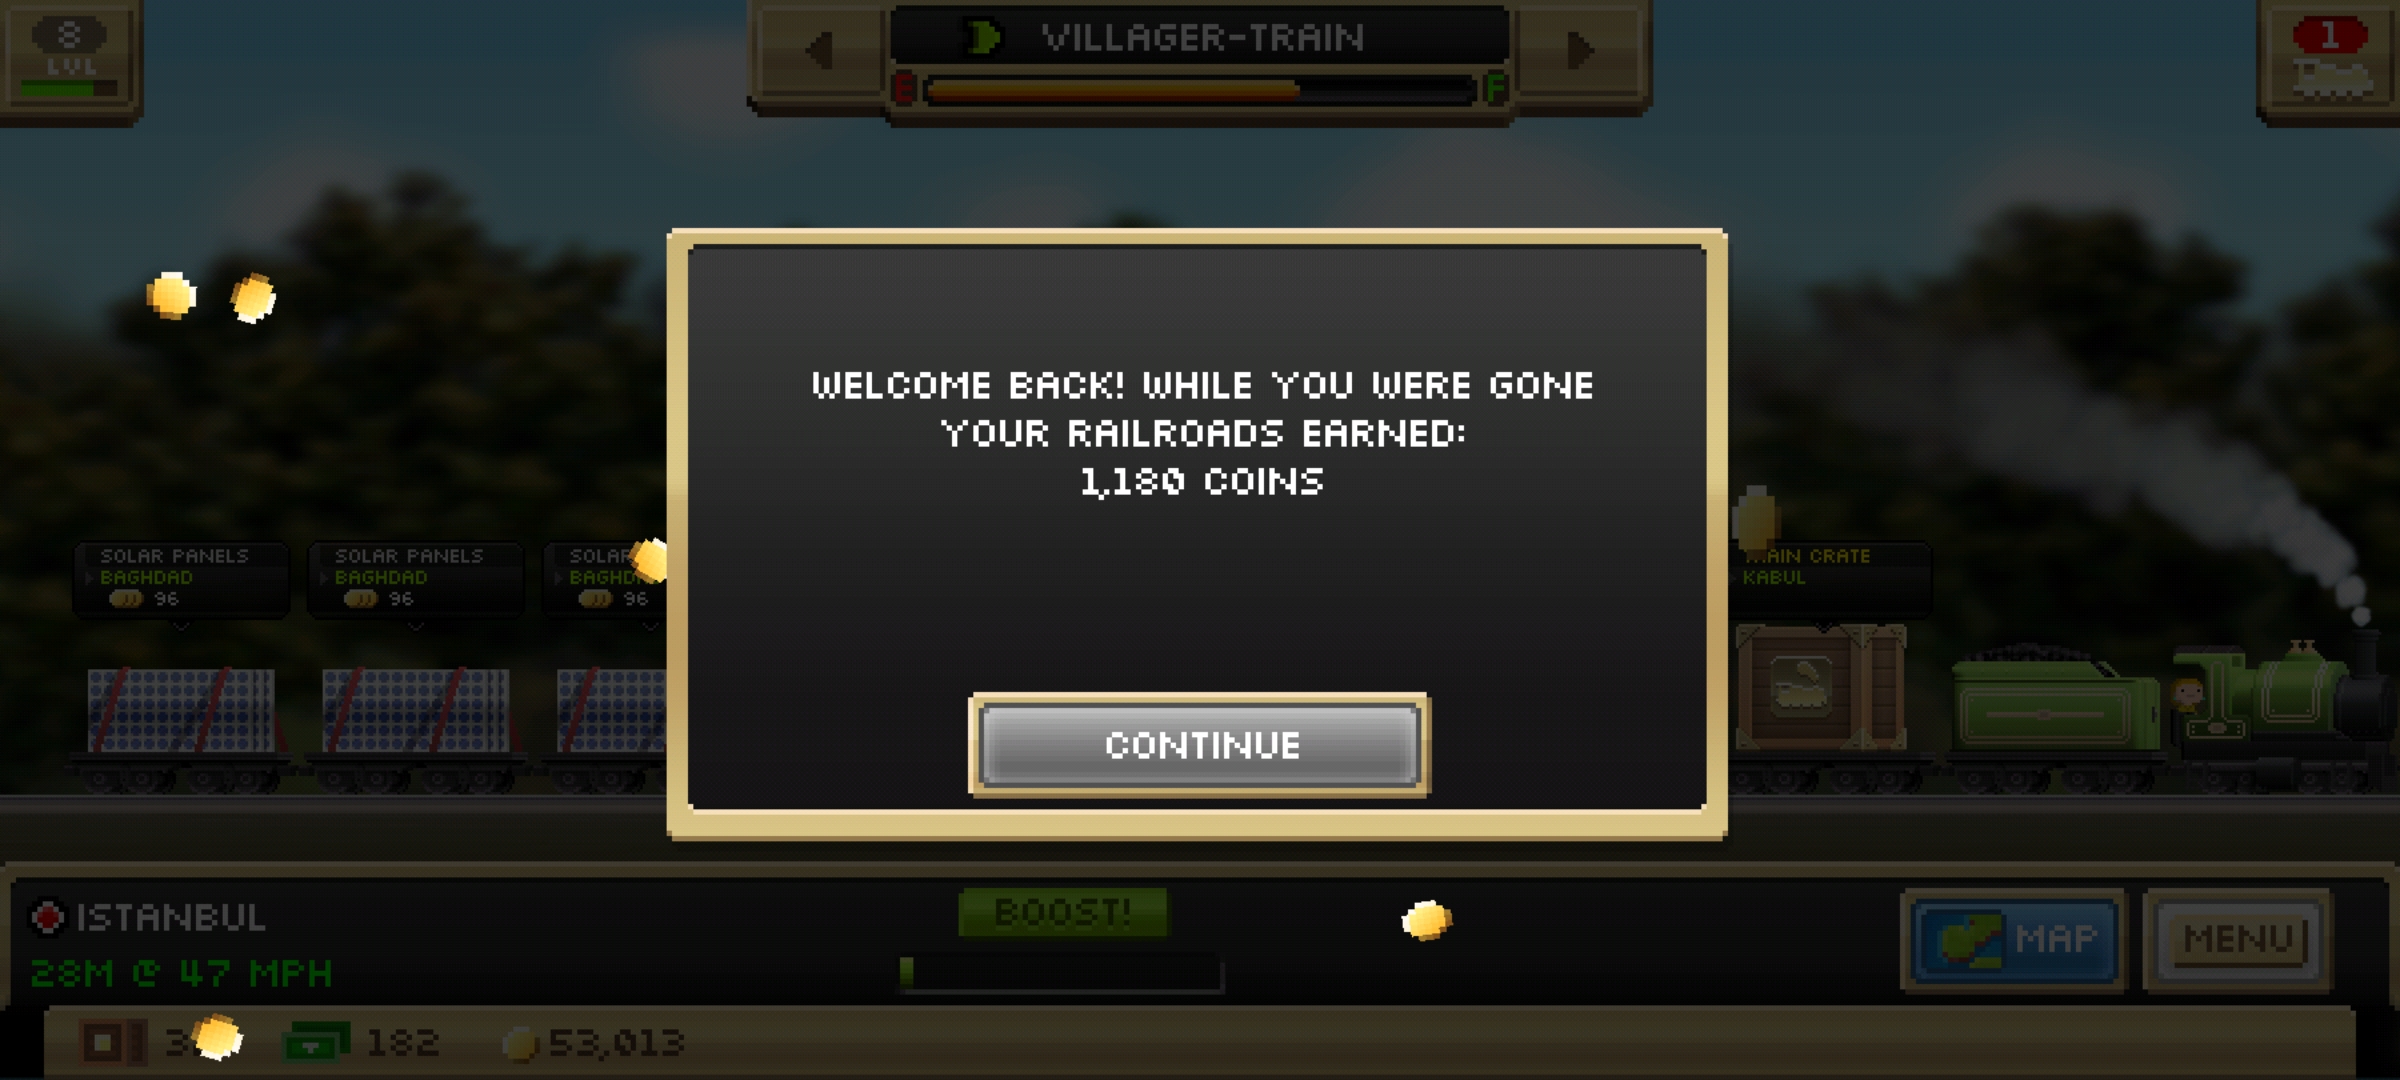 8
LVL
VILLAGER-TRAIN
E
F
1
WELCOME BACK! WHILE YOU WERE GONE
YOUR RAILROADS EARNED:
1,180 COINS
SOLAR PANELS
BAGHDAD
96
SOLAR PANELS
BAGHDAD
96
SOLAR
96
CRATE
KABUL
CONTINUE
ISTANBUL
28M @ 47 MPH
BOOST!
MAP
MENU
182
53,013